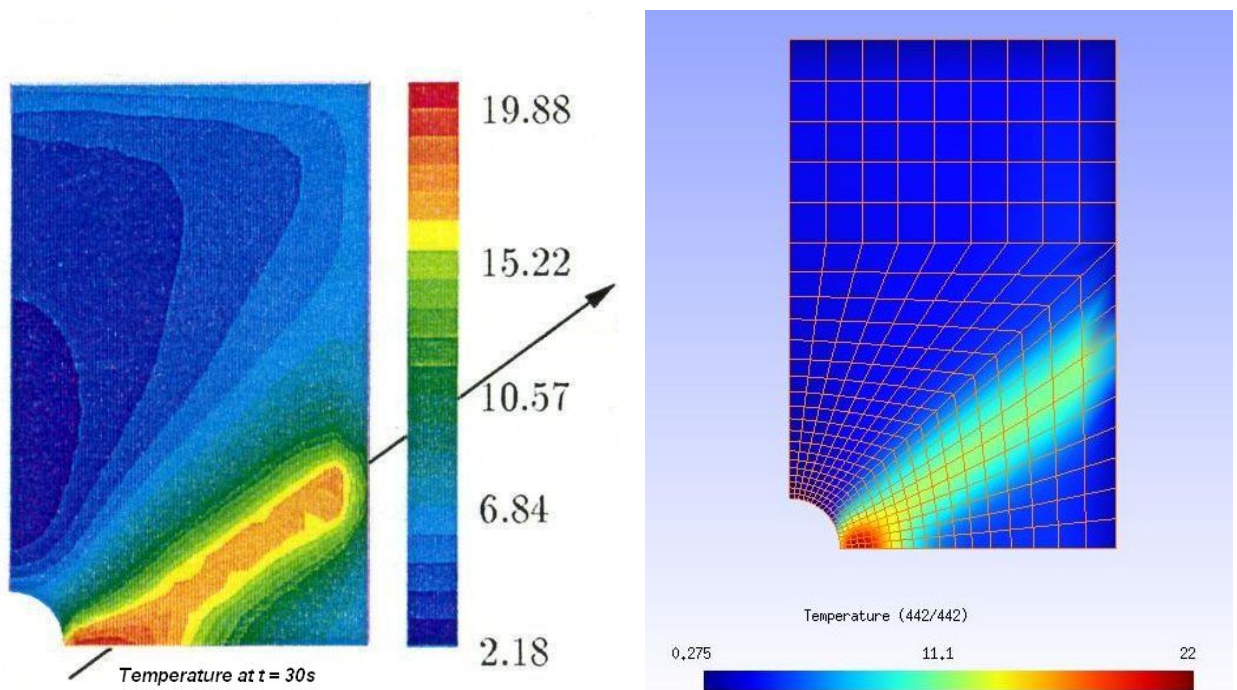 19.88
15.22
10.57
6.84
2.18
Temperature at t = 30s
Temperature (442/442)
0.275 11.1 22